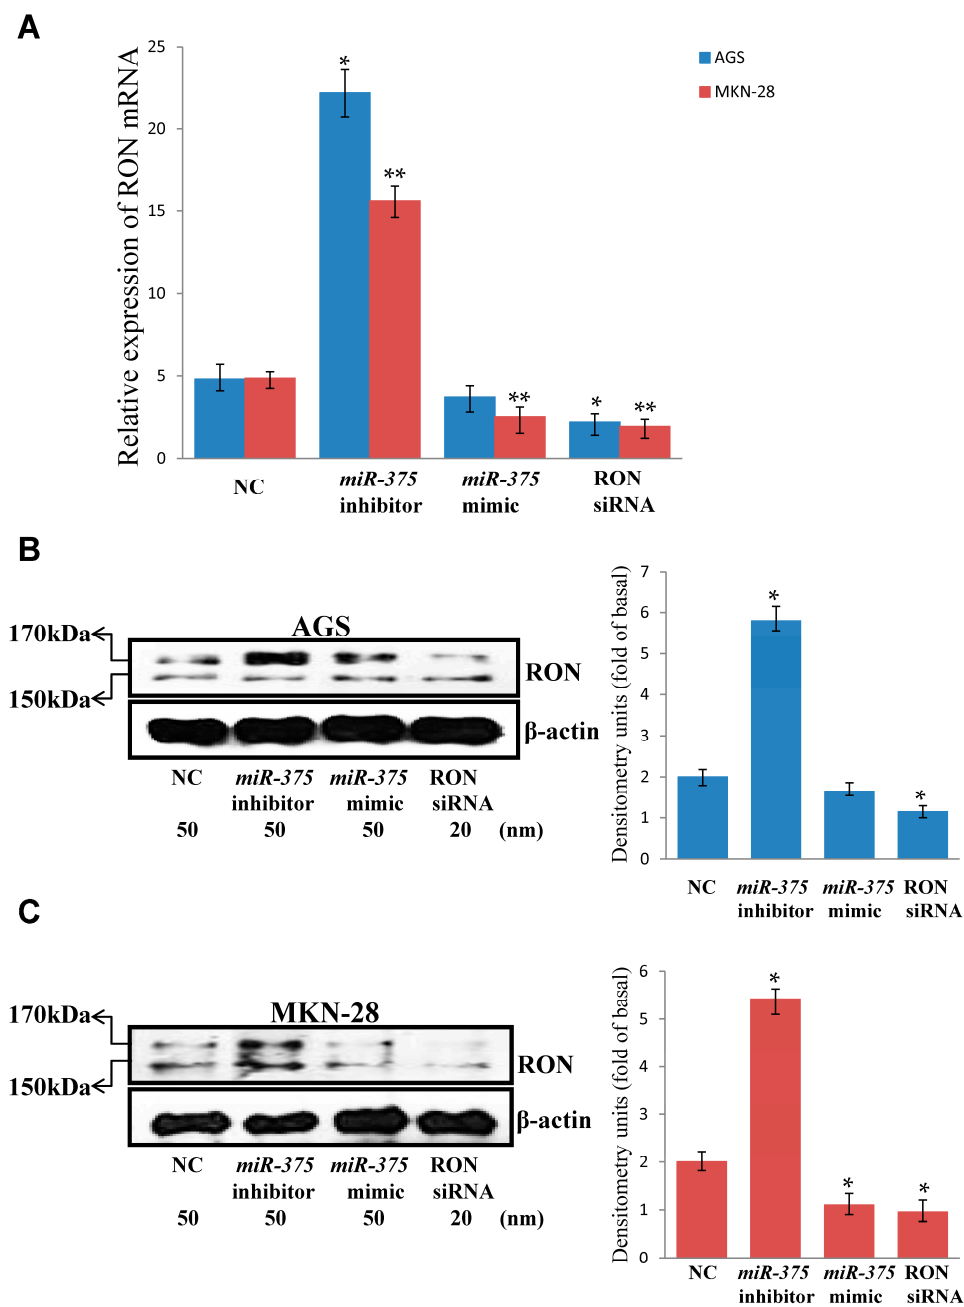 A
Relative expression of RON mRNA
25
20
15
10
5
0
*
**
**
*
**
AGS
MKN-28
NC
miR-375 inhibitor
miR-375 mimic
RON siRNA
B
AGS
170kDa
150kDa
RON
β-actin
NC miR-375 miR-375 RON
inhibitor mimic siRNA
50 50 50 20 (nm)
Densitometry units (fold of basal)
7
6
5
4
3
2
1
0
*
*
NC miR-375 miR-375 RON
inhibitor mimic siRNA
C
MKN-28
170kDa
150kDa
RON
β-actin
NC miR-375 miR-375 RON
inhibitor mimic siRNA
50 50 50 20 (nm)
Densitometry units (fold of basal)
6
5
4
3
2
1
0
*
*
*
NC miR-375 miR-375 RON
inhibitor mimic siRNA